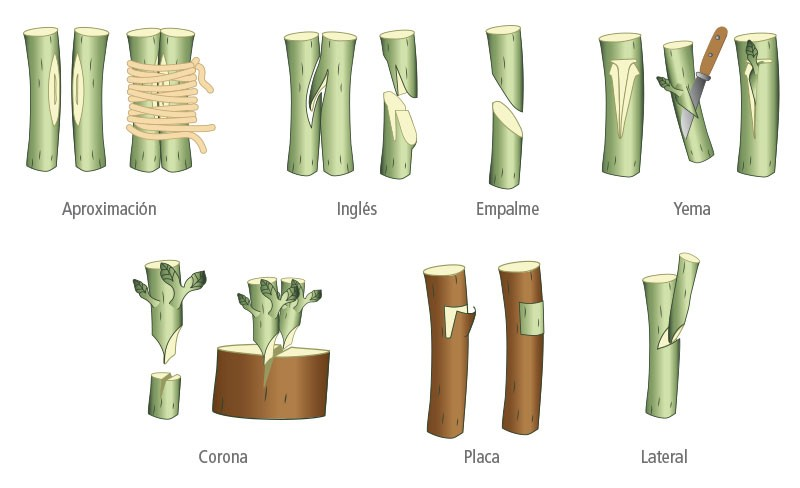 Aproximación
Inglés
Empalme
Yema
Corona
Placa
Lateral